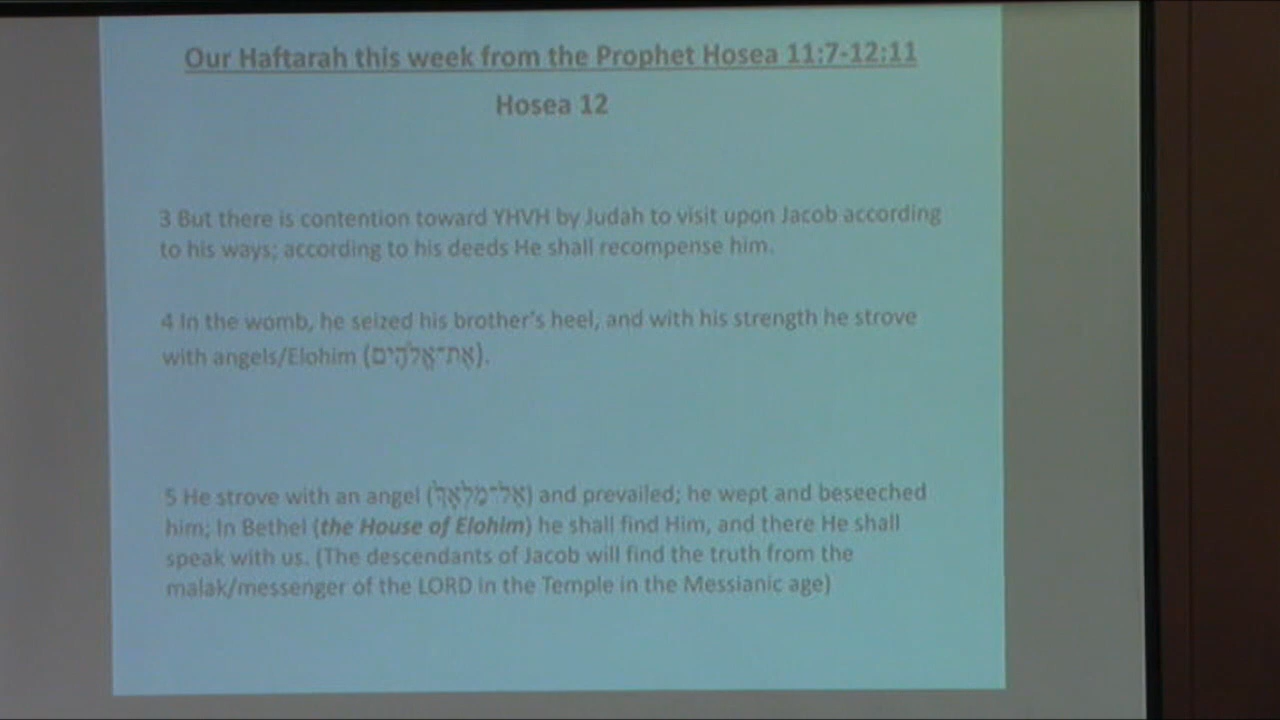 Our Haftarah this week from the Prophet Hosea 11:7-12:11
Hosea 12
3 But there is contention toward YHVH by Judah to visit upon Jacob according
to his ways; according to his deeds He shall recompense him.
4 In the womb, he seized his brother's heel, and with his strength he strove
with angels/Elohim (אֶת־אֱלֹהִים).
5 He strove with an angel (אֶל־מַלְאָךְ) and prevailed; he wept and beseeched
him; In Bethel (the House of Elohim) he shall find Him, and there He shall
speak with us. (The descendants of Jacob will find the truth from the
malak/messenger of the LORD in the Temple in the Messianic age)